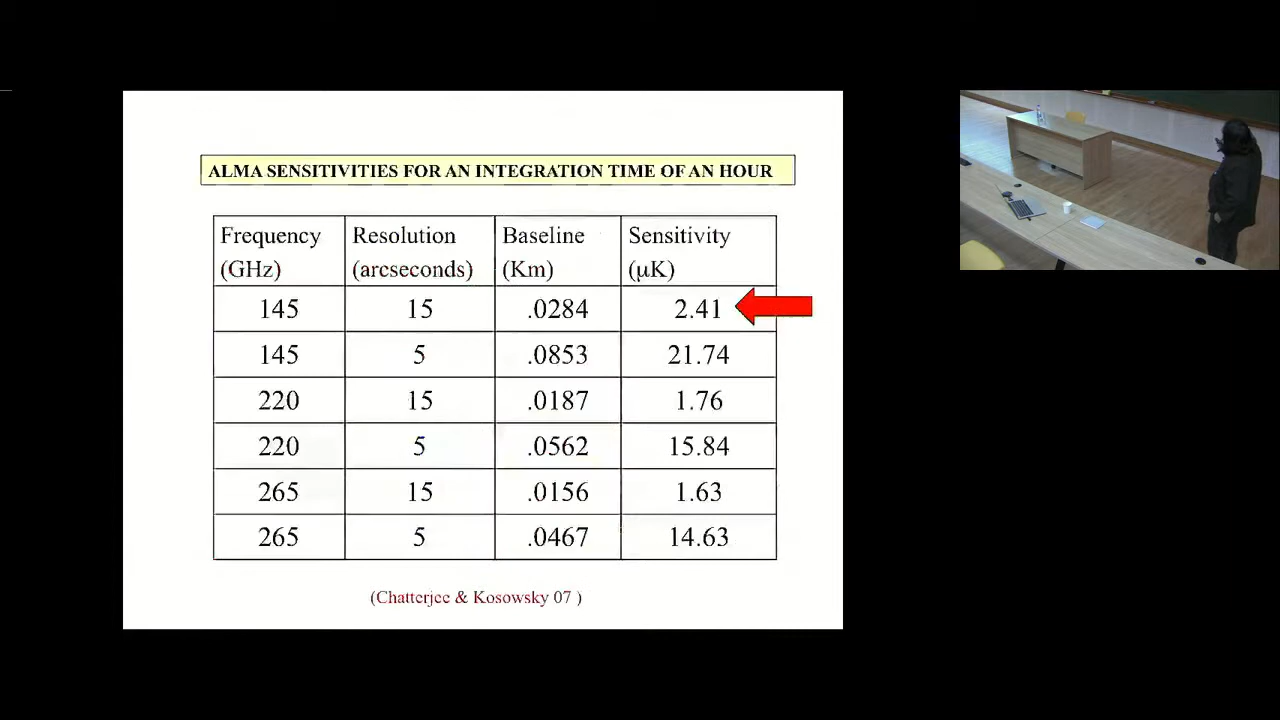 ALMA SENSITIVITIES FOR AN INTEGRATION TIME OF AN HOUR
Frequency (GHz) Resolution (arcseconds) Baseline (Km) Sensitivity (μK)
145 15 .0284 2.41
145 5 .0853 21.74
220 15 .0187 1.76
220 5 .0562 15.84
265 15 .0156 1.63
265 5 .0467 14.63
(Chatterjee & Kosowsky 07 )